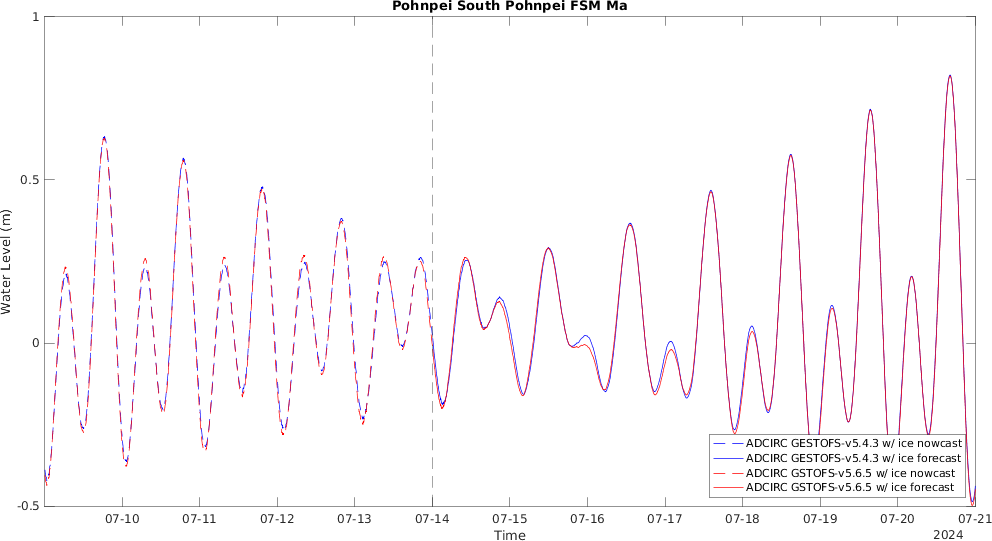 Pohnpei South Pohnpei FSM Ma
1
0.5
0
-0.5
Water Level (m)
ADCIRC GESTOFS-v5.4.3 w/ ice nowcast
ADCIRC GESTOFS-v5.4.3 w/ ice forecast
ADCIRC GSTOFS-v5.6.5 w/ ice nowcast
ADCIRC GSTOFS-v5.6.5 w/ ice forecast
07-10 07-11 07-12 07-13 07-14 07-15 07-16 07-17 07-18 07-19 07-20 07-21
Time
2024